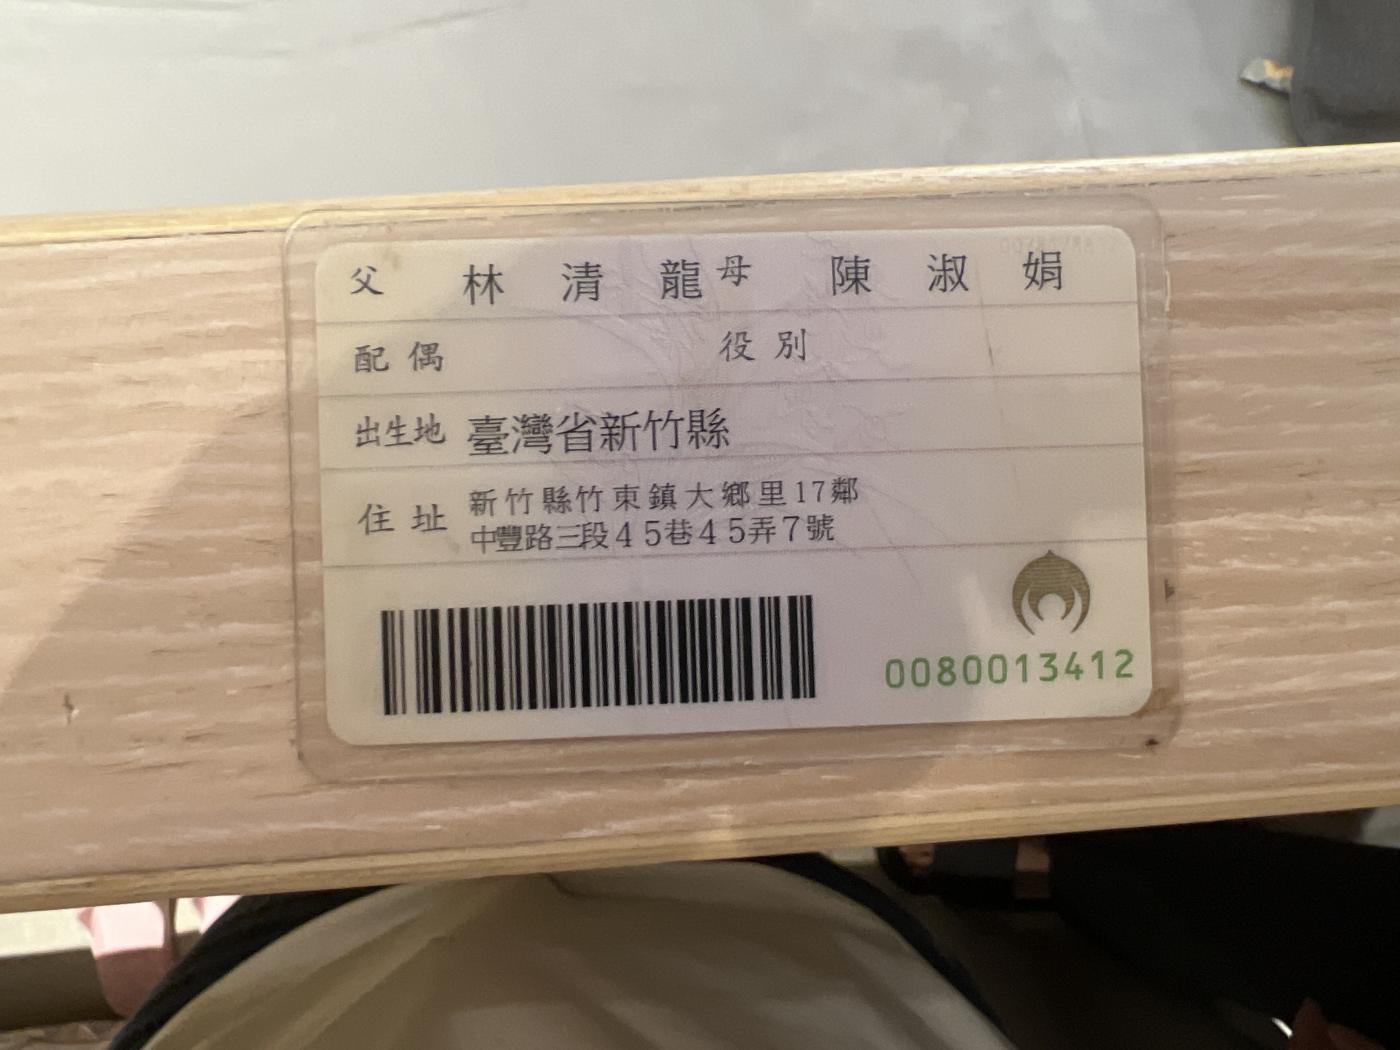 父 林清龍 母 陳淑娟
配偶 役別
出生地 臺灣省新竹縣
住址 新竹縣竹東鎮大鄉里17鄰
中豐路三段45巷45弄7號
0080013412